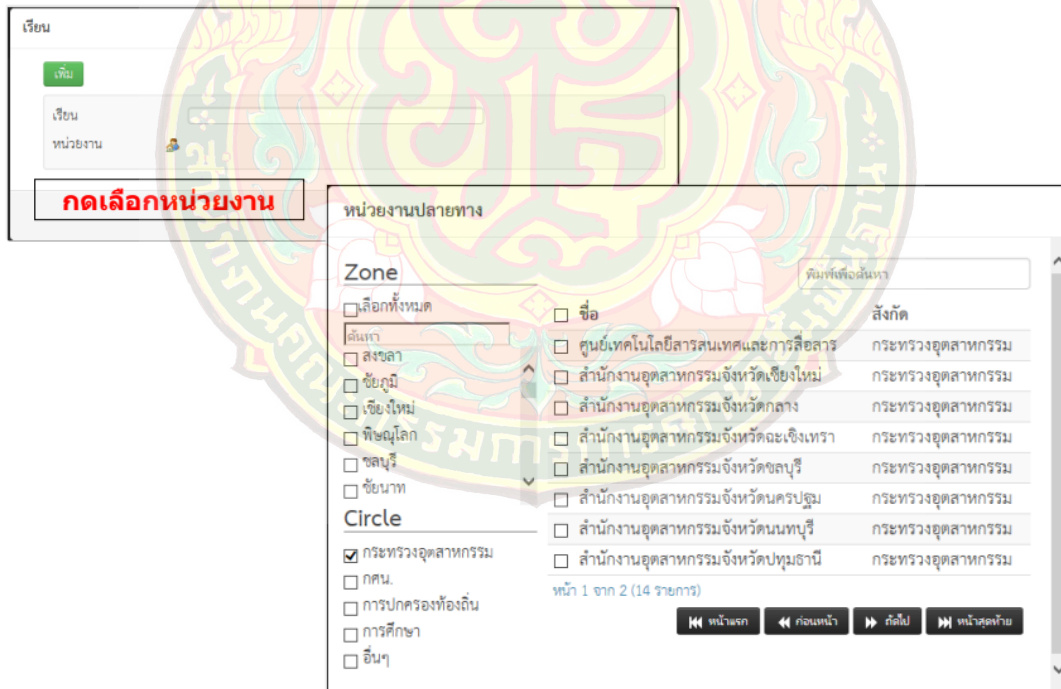 เรียน
เพิ่ม
เรียน
หน่วยงาน
กดเลือกหน่วยงาน
หน่วยงานปลายทาง
Zone
เลือกทั้งหมด
ค้นหา
สงขลา
ชัยภูมิ
เชียงใหม่
พิษณุโลก
ชลบุรี
ชัยนาท
Circle
กระทรวงอุตสาหกรรม
กศน.
การปกครองท้องถิ่น
การศึกษา
อื่นๆ
พิมพ์เพื่อค้นหา
ชื่อ สังกัด
ศูนย์เทคโนโลยีสารสนเทศและการสื่อสาร กระทรวงอุตสาหกรรม
สำนักงานอุตสาหกรรมจังหวัดเชียงใหม่ กระทรวงอุตสาหกรรม
สำนักงานอุตสาหกรรมจังหวัดกลาง กระทรวงอุตสาหกรรม
สำนักงานอุตสาหกรรมจังหวัดฉะเชิงเทรา กระทรวงอุตสาหกรรม
สำนักงานอุตสาหกรรมจังหวัดชลบุรี กระทรวงอุตสาหกรรม
สำนักงานอุตสาหกรรมจังหวัดนครปฐม กระทรวงอุตสาหกรรม
สำนักงานอุตสาหกรรมจังหวัดนนทบุรี กระทรวงอุตสาหกรรม
สำนักงานอุตสาหกรรมจังหวัดปทุมธานี กระทรวงอุตสาหกรรม
หน้า 1 จาก 2 (14 รายการ)
หน้าแรก ก่อนหน้า ถัดไป หน้าสุดท้าย